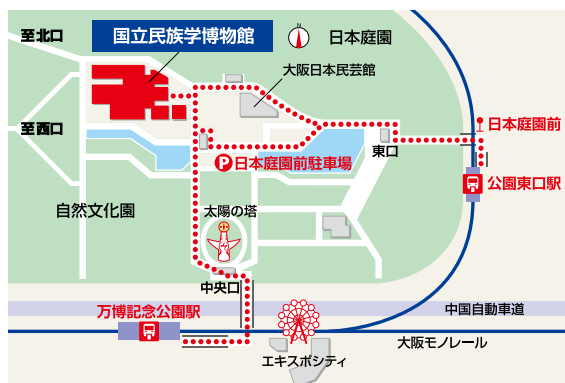 至北口
国立民族学博物館
N
日本庭園
大阪日本民芸館
至西口
日本庭園前
P 日本庭園前駐車場
東口
公園東口駅
自然文化園
太陽の塔
中央口
万博記念公園駅
中国自動車道
大阪モノレール
エキスポシティ